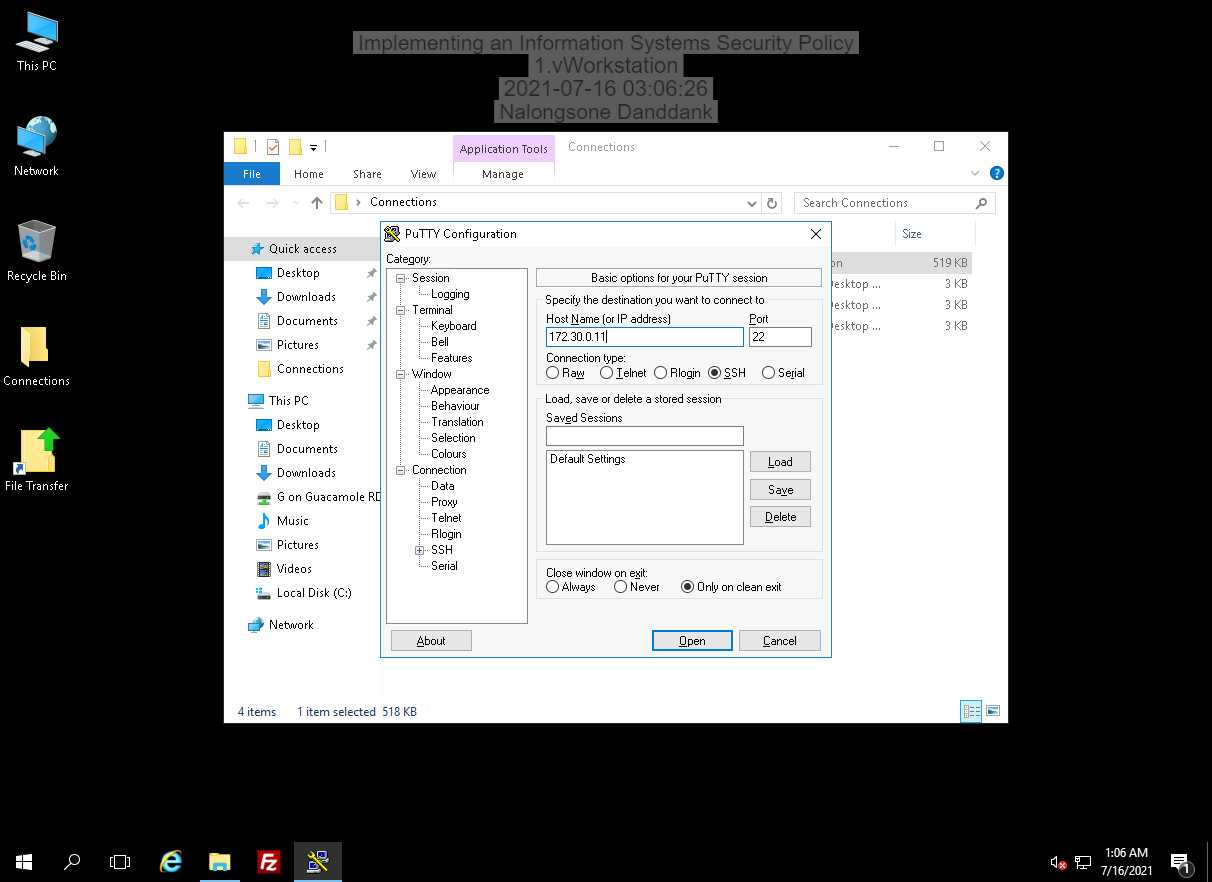 Implementing an Information Systems Security Policy
1.vWorkstation
2021-07-16 03:06:26
Nalongsone Danddank
This PC
Network
Recycle Bin
Connections
File Transfer
Application Tools
Connections
File
Home
Share
View
Manage
?
Connections
Search Connections
Size
Quick access
Desktop
Downloads
Documents
Pictures
Connections
This PC
Desktop
Documents
Downloads
G on Guacamole RD
Music
Pictures
Videos
Local Disk (C:)
Network
on 519 KB
Desktop ... 3 KB
Desktop ... 3 KB
Desktop ... 3 KB
PuTTY Configuration
Category:
Session
Logging
Terminal
Keyboard
Bell
Features
Window
Appearance
Behaviour
Translation
Selection
Colours
Connection
Data
Proxy
Telnet
Rlogin
SSH
Serial
Basic options for your PuTTY session
Specify the destination you want to connect to
Host Name (or IP address) Port
172.30.0.11 22
Connection type:
Raw Telnet Rlogin SSH Serial
Load, save or delete a stored session
Saved Sessions
Default Settings
Load
Save
Delete
Close window on exit:
Always Never Only on clean exit
About
Open
Cancel
4 items 1 item selected 518 KB
1:06 AM
7/16/2021
1